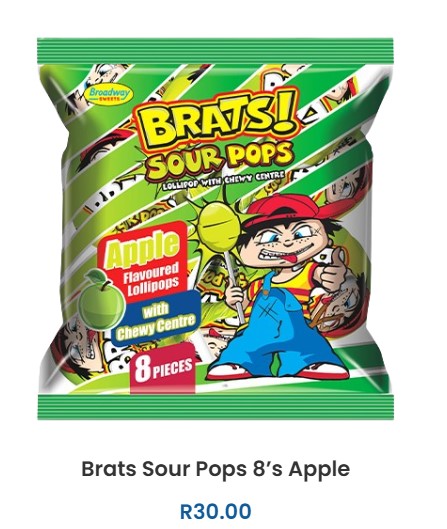 Broadway
SWEETS
BRATS!
SOUR POPS
LOLLIPOP WITH CHEWY CENTRE
Apple
Flavoured
Lollipops
with
Chewy Centre
8 PIECES
Brats Sour Pops 8’s Apple
R30.00